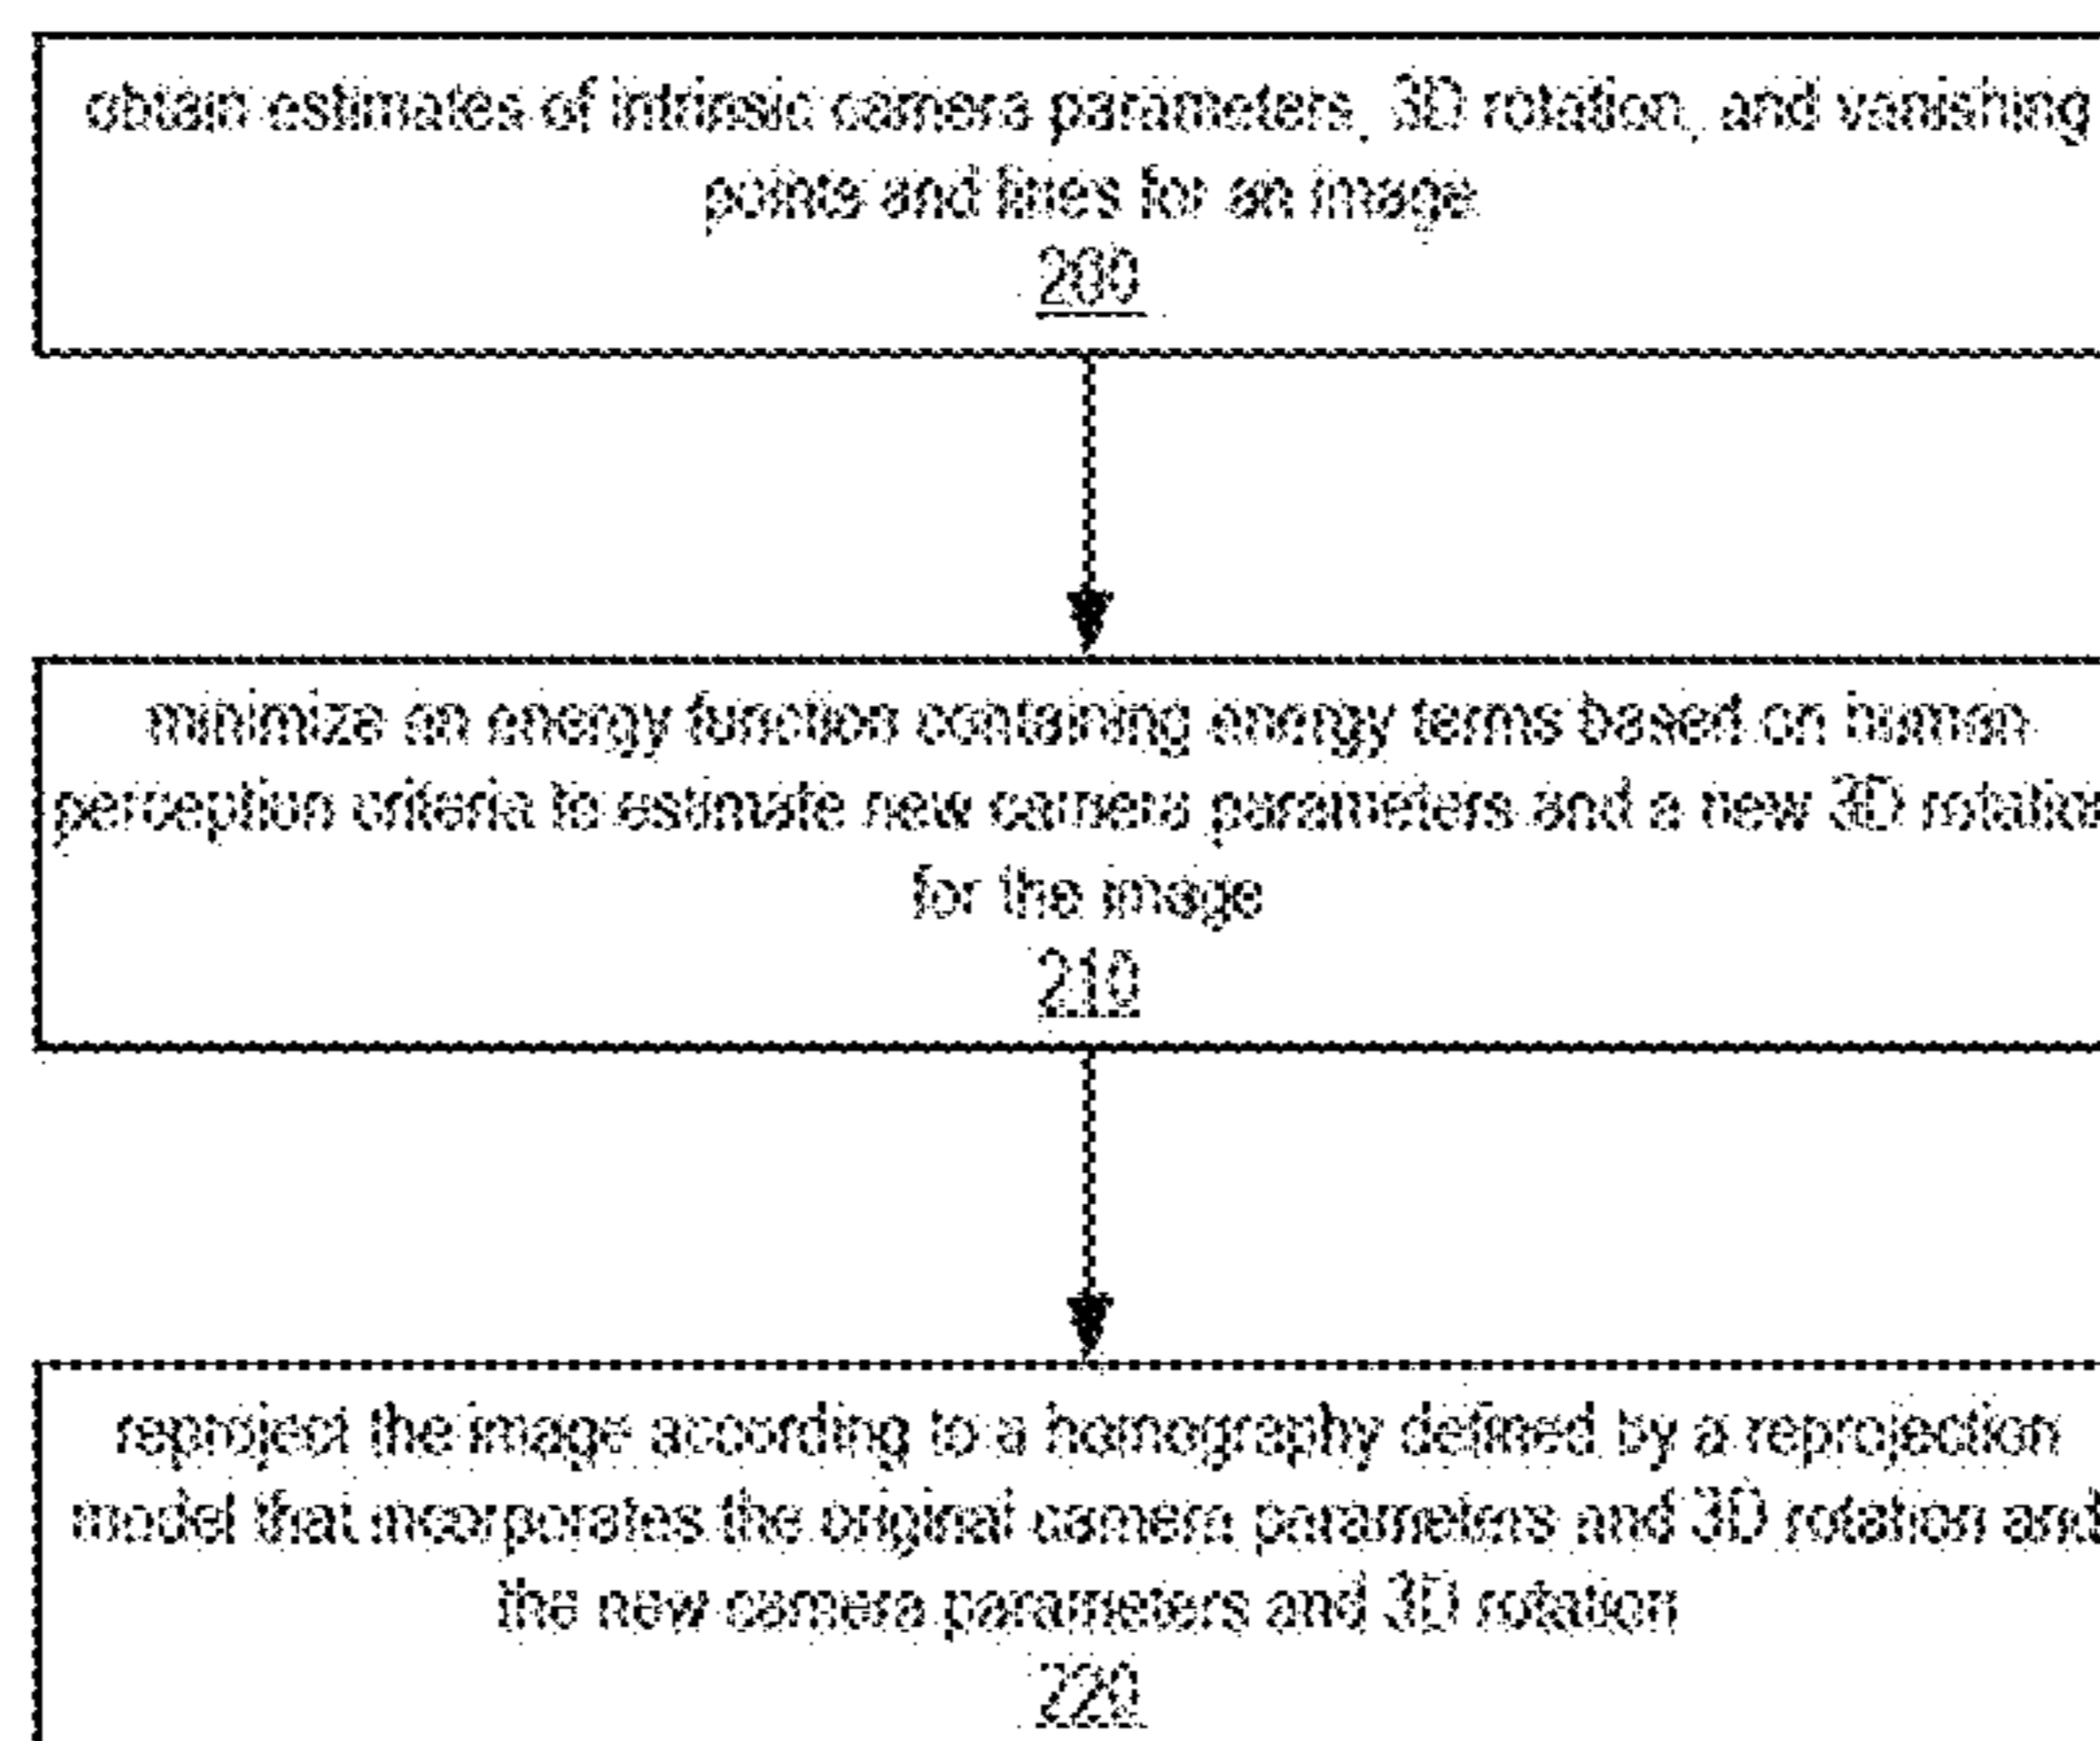 obtain estimates of intrinsic camera parameters, 3D rotation, and vanishing
points and lines for an image
200
minimize an energy function containing energy terms based on human
perception criteria to estimate new camera parameters and a new 3D rotation
for the image
210
reproject the image according to a homography defined by a reprojection
model that incorporates the original camera parameters and 3D rotation and
the new camera parameters and 3D rotation
220